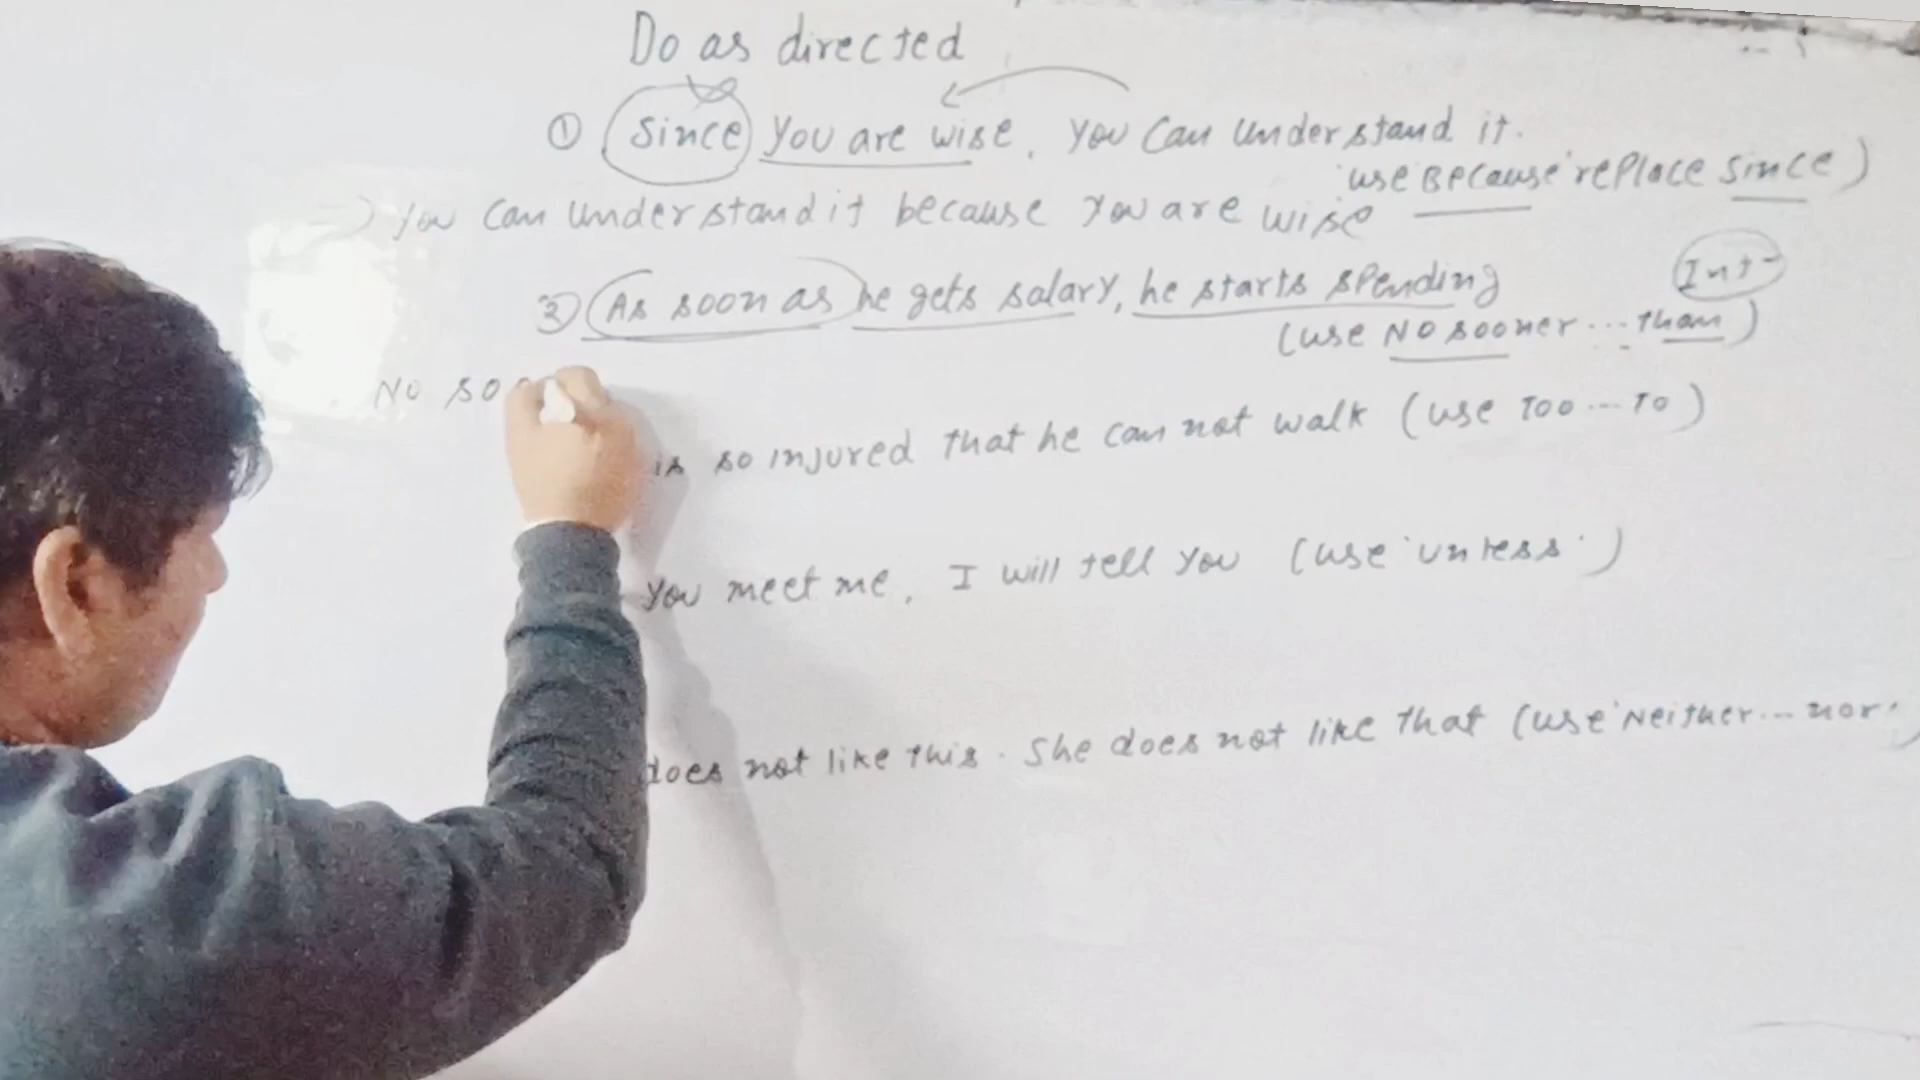 Do as directed
① Since you are wise, you can understand it.
'use Because' replace since)
⇒ you can understand it because you are wise
② As soon as he gets salary, he starts spending
Int-
(use NO sooner ... than)
No so
is so injured that he can not walk (use Too ... To)
you meet me, I will tell you (use 'unless')
does not like this. She does not like that (use 'Neither ... nor')